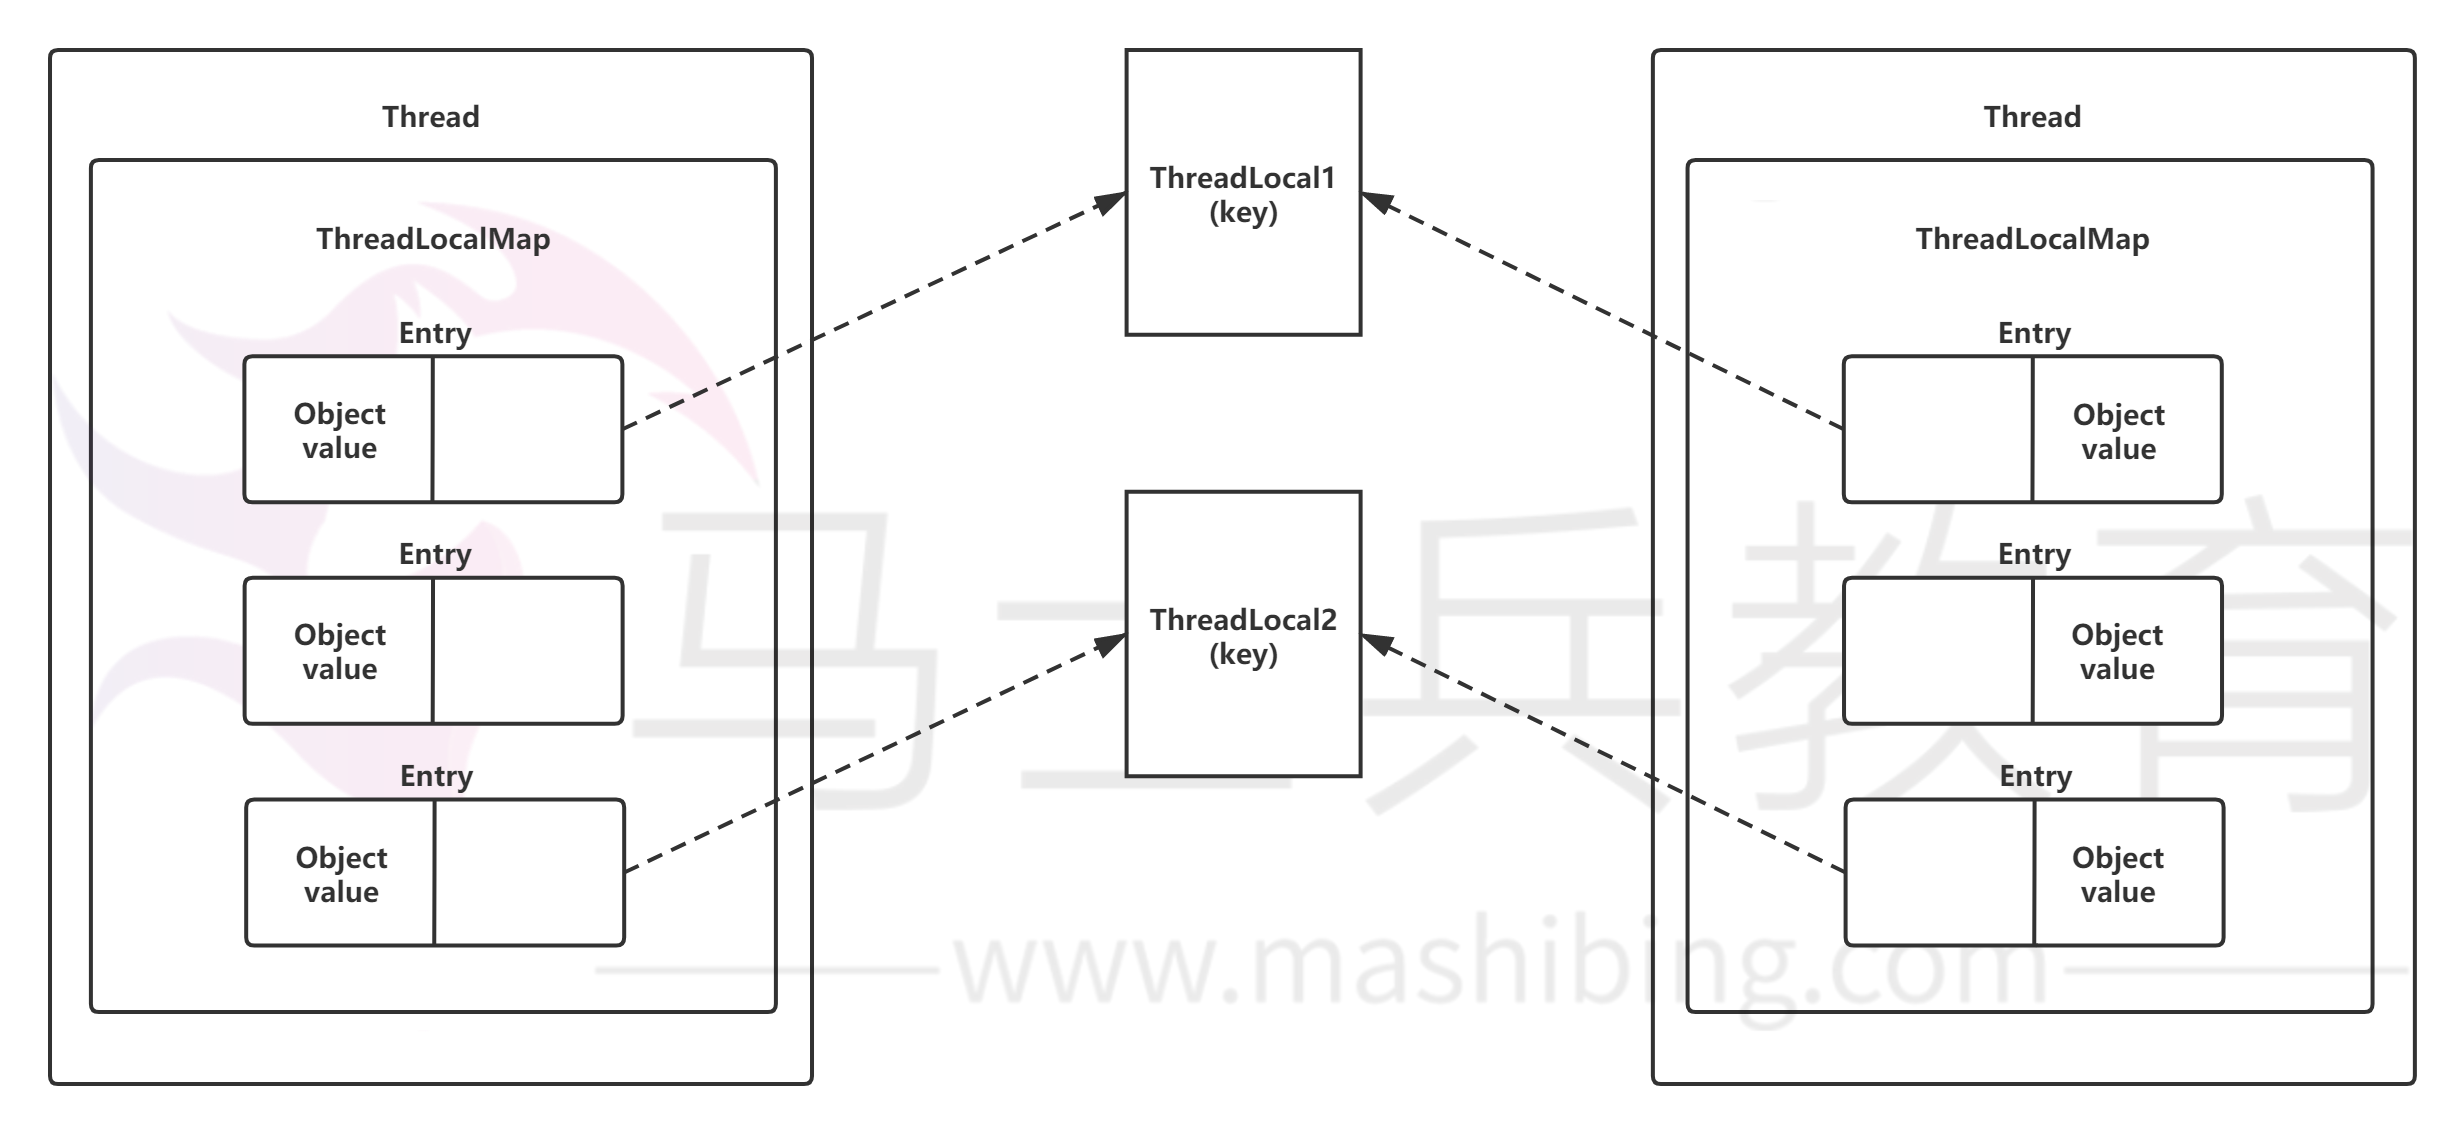 Thread
ThreadLocalMap
Entry
Object
value
Entry
Object
value
Entry
Object
value
ThreadLocal1
(key)
ThreadLocal2
(key)
Thread
ThreadLocalMap
Entry
Object
value
Entry
Object
value
Entry
Object
value
马士兵教育
www.mashibing.com